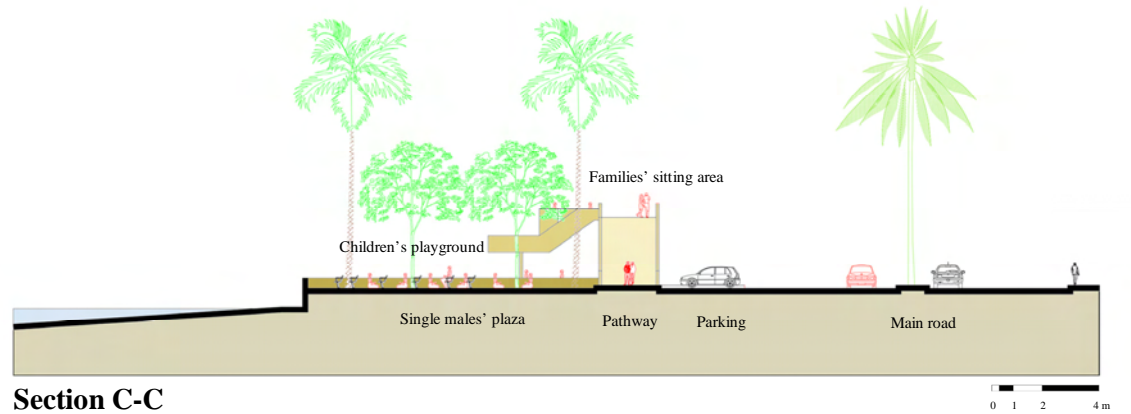 Families’ sitting area
Children’s playground
Single males’ plaza
Pathway
Parking
Main road
Section C-C
0 1 2 4 m